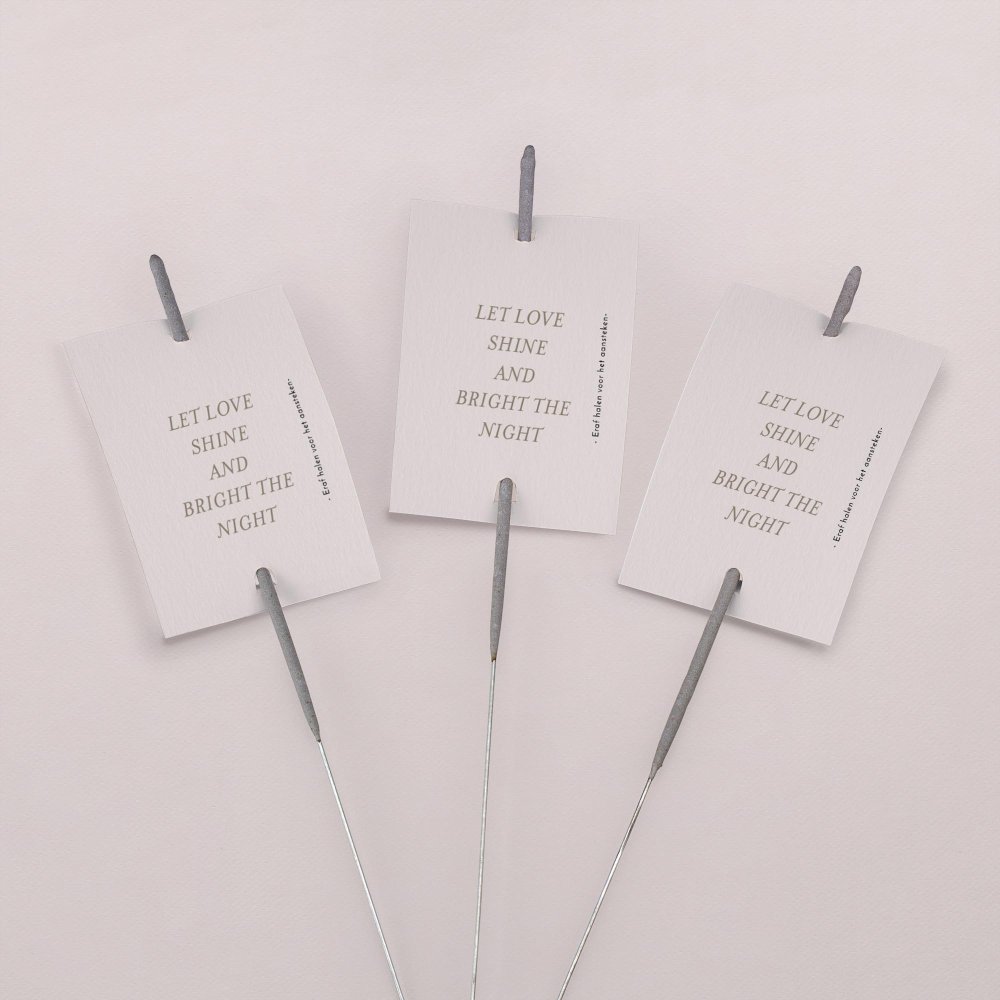 LET LOVE
SHINE
AND
BRIGHT THE
NIGHT
- Eraf halen voor het aansteken-
LET LOVE
SHINE
AND
BRIGHT THE
NIGHT
- Eraf halen voor het aansteken-
LET LOVE
SHINE
AND
BRIGHT THE
NIGHT
- Eraf halen voor het aansteken-